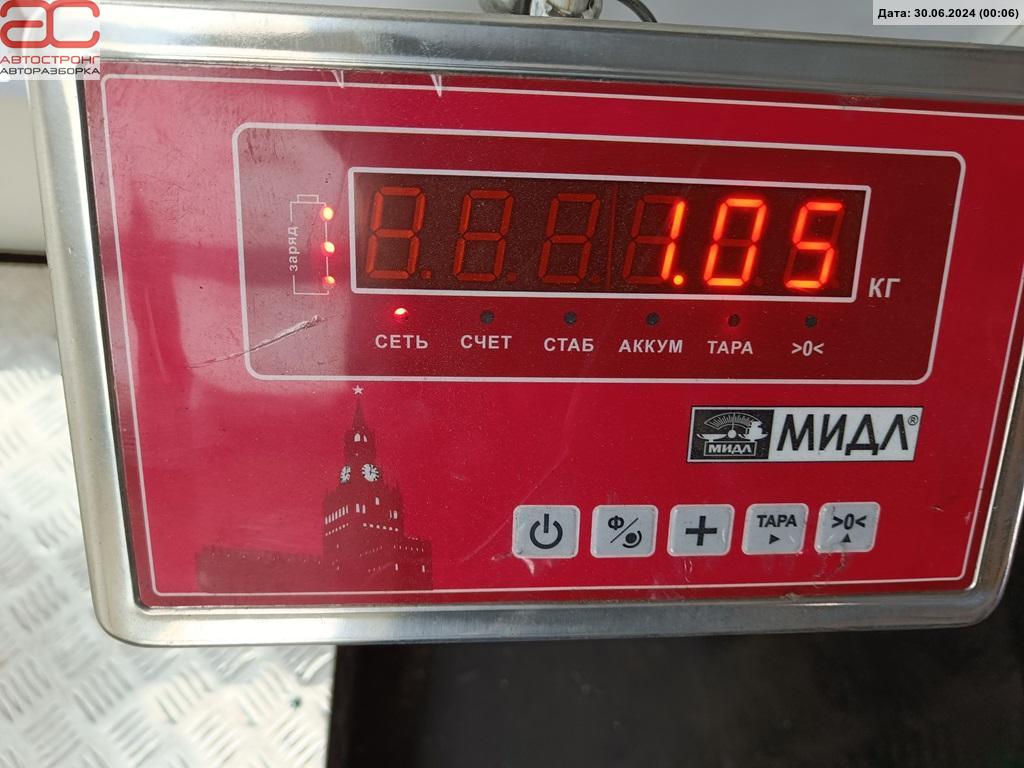 Дата: 30.06.2024 (00:06)
ас
АВТОСТРОНГ
АВТОРАЗБОРКА
заряд
1.05
КГ
СЕТЬ СЧЕТ СТАБ АККУМ ТАРА >0<
МИДЛ
МИДЛ®
Ф/ + ТАРА >0<